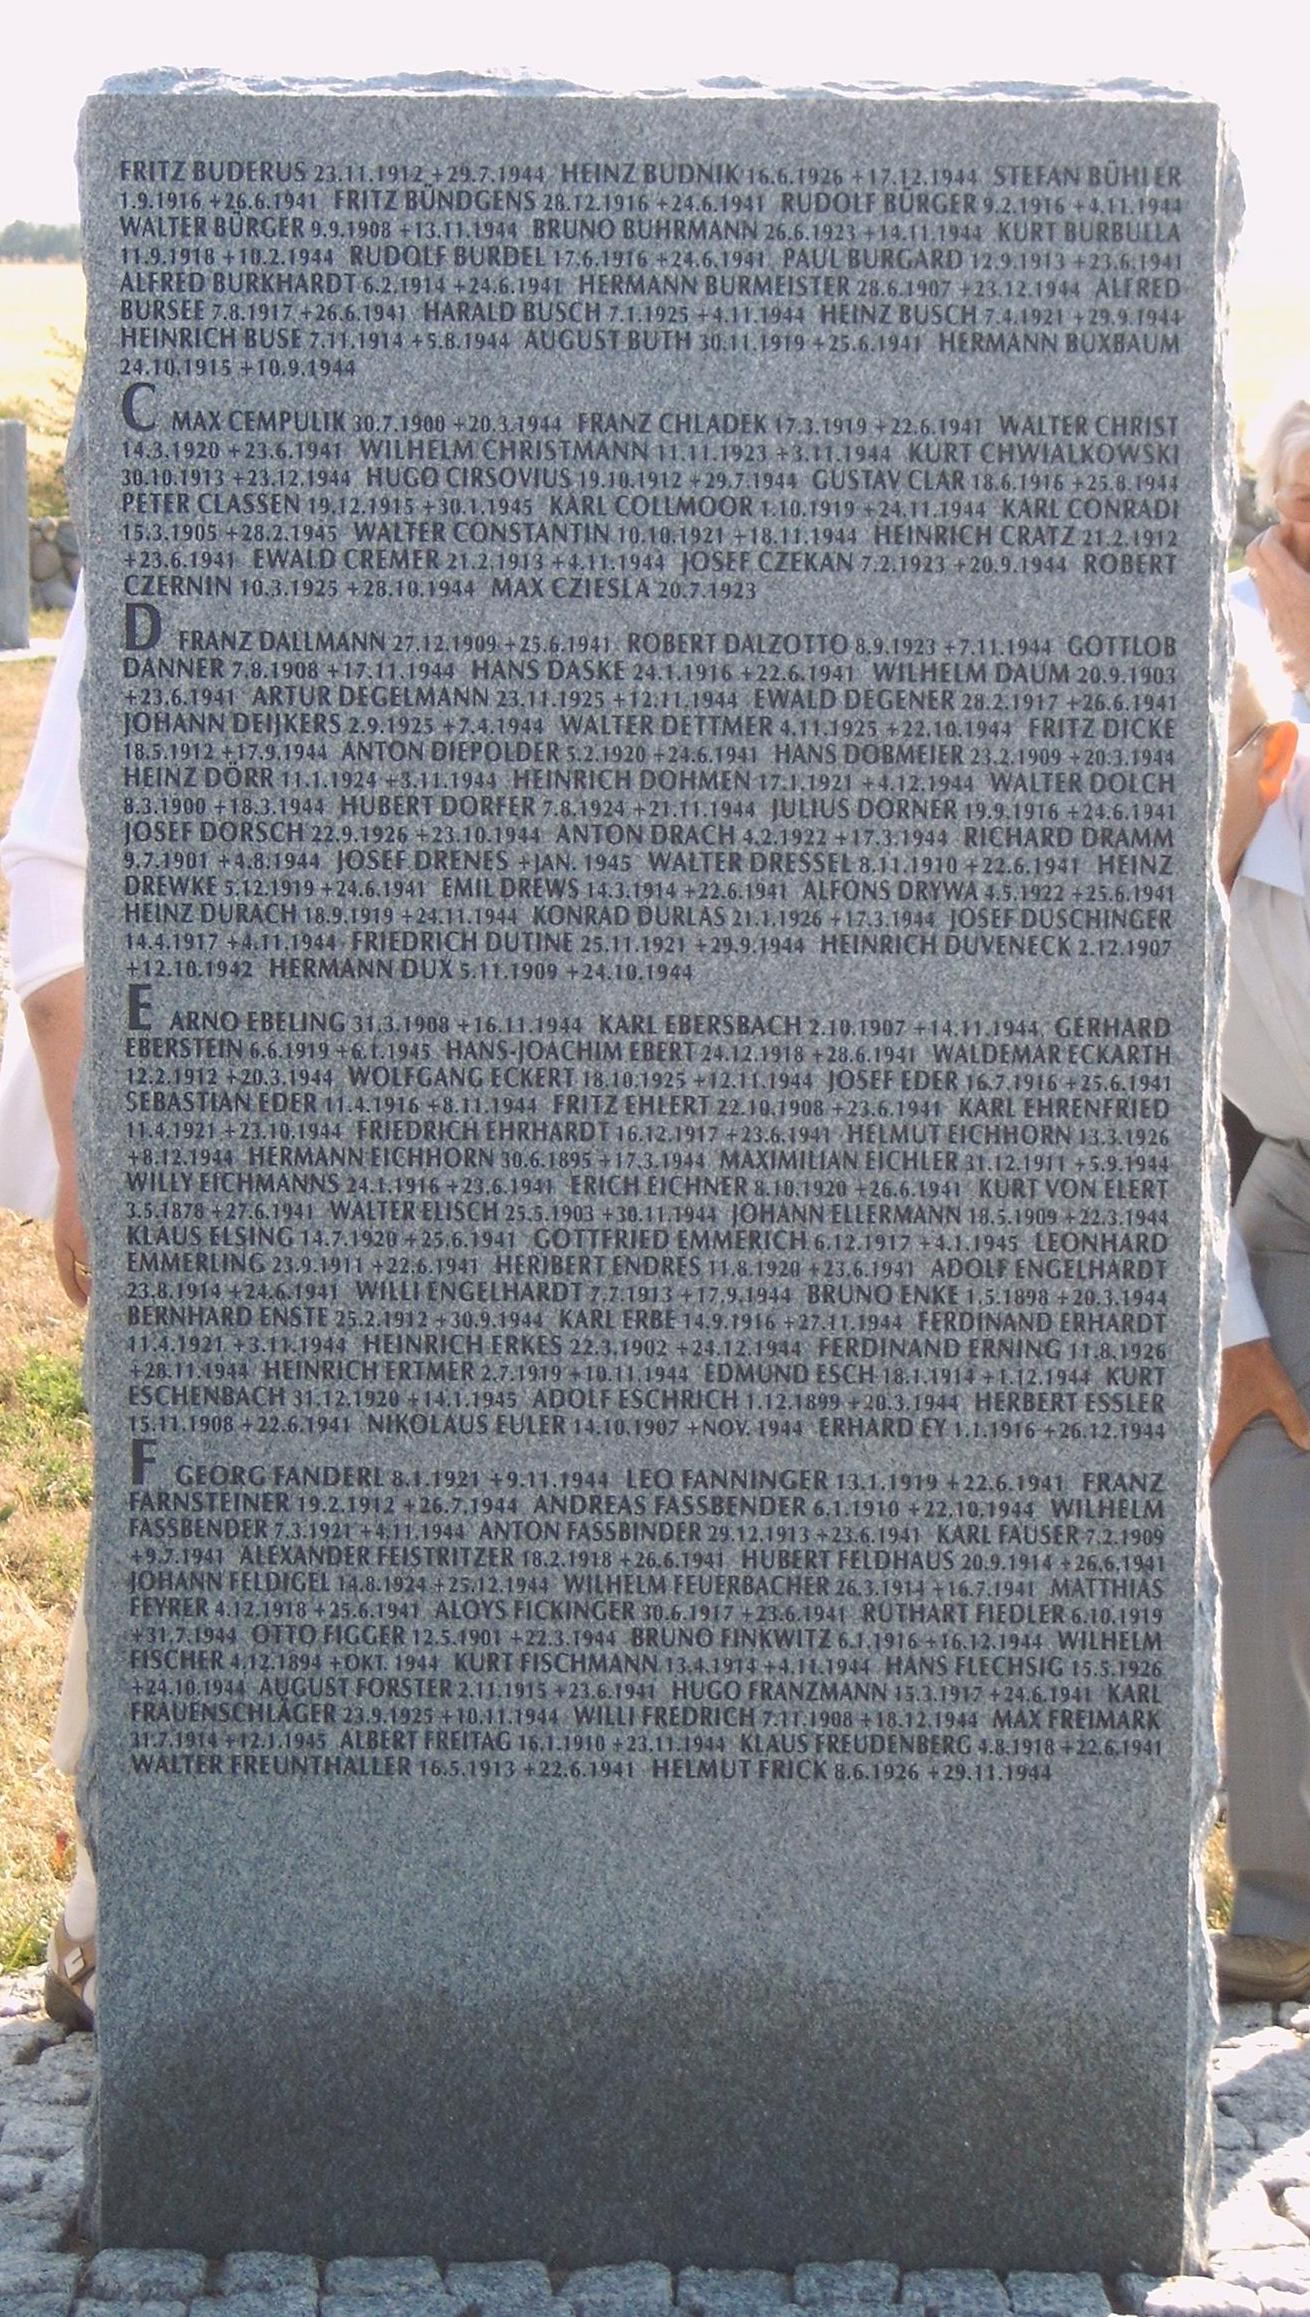 FRITZ BUDERUS 23.11.1912 +29.7.1944 HEINZ BUDNIK 16.6.1926 +17.12.1944 STEFAN BÜHLER
1.9.1916 +26.6.1941 FRITZ BÜNDGENS 28.12.1916 +24.6.1941 RUDOLF BÜRGER 9.2.1916 +4.11.1944
WALTER BÜRGER 9.9.1908 +13.11.1944 BRUNO BUHRMANN 26.6.1923 +14.11.1944 KURT BURBULLA
11.9.1918 +10.2.1944 RUDOLF BURDEL 17.6.1916 +24.6.1941 PAUL BURGARD 12.9.1913 +23.6.1941
ALFRED BURKHARDT 6.2.1914 +24.6.1941 HERMANN BURMEISTER 28.6.1907 +23.12.1944 ALFRED
BURSEE 7.8.1917 +26.6.1941 HARALD BUSCH 7.1.1925 +4.11.1944 HEINZ BUSCH 7.4.1921 +29.9.1944
HEINRICH BUSE 7.11.1914 +5.8.1944 AUGUST BUTH 30.11.1919 +25.6.1941 HERMANN BUXBAUM
24.10.1915 +10.9.1944
C MAX CEMPULIK 30.7.1900 +20.3.1944 FRANZ CHLADEK 17.3.1919 +22.6.1941 WALTER CHRIST
14.3.1920 +23.6.1941 WILHELM CHRISTMANN 11.11.1923 +3.11.1944 KURT CHWIALKOWSKI
30.10.1913 +23.12.1944 HUGO CIRSOVIUS 19.10.1912 +29.7.1944 GUSTAV CLAR 18.6.1916 +25.8.1944
PETER CLASSEN 19.12.1915 +30.1.1945 KARL COLLMOOR 1.10.1919 +24.11.1944 KARL CONRADI
15.3.1905 +28.2.1945 WALTER CONSTANTIN 10.10.1921 +18.11.1944 HEINRICH CRATZ 21.2.1912
+23.6.1941 EWALD CREMER 21.2.1913 +4.11.1944 JOSEF CZEKAN 7.2.1923 +20.9.1944 ROBERT
CZERNIN 10.3.1925 +28.10.1944 MAX CZIESLA 20.7.1923
D FRANZ DALLMANN 27.12.1909 +25.6.1941 ROBERT DALZOTTO 8.9.1923 +7.11.1944 GOTTLOB
DANNER 7.8.1908 +17.11.1944 HANS DASKE 24.1.1916 +22.6.1941 WILHELM DAUM 20.9.1903
+23.6.1941 ARTUR DEGELMANN 23.11.1925 +12.11.1944 EWALD DEGENER 28.2.1917 +26.6.1941
JOHANN DEIJKERS 2.9.1925 +7.4.1944 WALTER DETTMER 4.11.1925 +22.10.1944 FRITZ DICKE
18.5.1912 +17.9.1944 ANTON DIEPOLDER 5.2.1920 +24.6.1941 HANS DOBMEIER 23.2.1909 +20.3.1944
HEINZ DÖRR 11.1.1924 +3.11.1944 HEINRICH DOHMEN 17.1.1921 +4.12.1944 WALTER DOLCH
8.3.1900 +18.3.1944 HUBERT DORFER 7.8.1924 +21.11.1944 JULIUS DORNER 19.9.1916 +24.6.1941
JOSEF DORSCH 22.9.1926 +23.10.1944 ANTON DRACH 4.2.1922 +17.3.1944 RICHARD DRAMM
9.7.1901 +4.8.1944 JOSEF DRENES +JAN. 1945 WALTER DRESSEL 8.11.1910 +22.6.1941 HEINZ
DREWKE 5.12.1919 +24.6.1941 EMIL DREWS 14.3.1914 +22.6.1941 ALFONS DRYWA 4.5.1922 +25.6.1941
HEINZ DURACH 18.9.1919 +24.11.1944 KONRAD DURLAS 21.1.1926 +17.3.1944 JOSEF DUSCHINGER
14.4.1917 +4.11.1944 FRIEDRICH DUTINE 25.11.1921 +29.9.1944 HEINRICH DUVENECK 2.12.1907
+12.10.1942 HERMANN DUX 5.11.1909 +24.10.1944
E ARNO EBELING 31.3.1908 +16.11.1944 KARL EBERSBACH 2.10.1907 +14.11.1944 GERHARD
EBERSTEIN 6.6.1919 +6.1.1945 HANS-JOACHIM EBERT 24.12.1918 +28.6.1941 WALDEMAR ECKARTH
12.2.1912 +20.3.1944 WOLFGANG ECKERT 18.10.1925 +12.11.1944 JOSEF EDER 16.7.1916 +25.6.1941
SEBASTIAN EDER 11.4.1916 +8.11.1944 FRITZ EHLERT 22.10.1908 +23.6.1941 KARL EHRENFRIED
11.4.1921 +23.10.1944 FRIEDRICH EHRHARDT 16.12.1917 +23.6.1941 HELMUT EICHHORN 13.3.1926
+8.12.1944 HERMANN EICHHORN 30.6.1895 +17.3.1944 MAXIMILIAN EICHLER 31.12.1911 +5.9.1944
WILLY EICHMANNS 24.1.1916 +23.6.1941 ERICH EICHNER 8.10.1920 +26.6.1941 KURT VON ELERT
3.5.1878 +27.6.1941 WALTER ELISCH 25.5.1903 +30.11.1944 JOHANN ELLERMANN 18.5.1909 +22.3.1944
KLAUS ELSING 14.7.1920 +25.6.1941 GOTTFRIED EMMERICH 6.12.1917 +4.1.1945 LEONHARD
EMMERLING 23.9.1911 +22.6.1941 HERIBERT ENDRES 11.8.1920 +23.6.1941 ADOLF ENGELHARDT
23.8.1914 +24.6.1941 WILLI ENGELHARDT 7.7.1913 +17.9.1944 BRUNO ENKE 1.5.1898 +20.3.1944
BERNHARD ENSTE 25.2.1912 +30.9.1944 KARL ERBE 14.9.1916 +27.11.1944 FERDINAND ERHARDT
11.4.1921 +3.11.1944 HEINRICH ERKES 22.3.1902 +24.12.1944 FERDINAND ERNING 11.8.1926
+28.11.1944 HEINRICH ERTMER 2.7.1919 +10.11.1944 EDMUND ESCH 18.1.1914 +1.12.1944 KURT
ESCHENBACH 31.12.1920 +14.1.1945 ADOLF ESCHRICH 1.12.1899 +20.3.1944 HERBERT ESSLER
15.11.1908 +22.6.1941 NIKOLAUS EULER 14.10.1907 +NOV. 1944 ERHARD EY 1.1.1916 +26.12.1944
F GEORG FANDERL 8.1.1921 +9.11.1944 LEO FANNINGER 13.1.1919 +22.6.1941 FRANZ
FARNSTEINER 19.2.1912 +26.7.1944 ANDREAS FASSBENDER 6.1.1910 +22.10.1944 WILHELM
FASSBENDER 7.3.1921 +4.11.1944 ANTON FASSBINDER 29.12.1913 +23.6.1941 KARL FAUSER 7.2.1909
+9.7.1941 ALEXANDER FEISTRITZER 18.2.1918 +26.6.1941 HUBERT FELDHAUS 20.9.1914 +26.6.1941
JOHANN FELDIGEL 14.8.1924 +25.12.1944 WILHELM FEUERBACHER 26.3.1914 +16.7.1941 MATTHIAS
FEYRER 4.12.1918 +25.6.1941 ALOYS FICKINGER 30.6.1917 +23.6.1941 RUTHART FIEDLER 6.10.1919
+31.7.1944 OTTO FIGGER 12.5.1901 +22.3.1944 BRUNO FINKWITZ 6.1.1916 +16.12.1944 WILHELM
FISCHER 4.12.1894 +OKT. 1944 KURT FISCHMANN 13.4.1914 +4.11.1944 HANS FLECHSIG 15.5.1926
+24.10.1944 AUGUST FORSTER 2.11.1915 +23.6.1941 HUGO FRANZMANN 15.3.1917 +24.6.1941 KARL
FRAUENSCHLÄGER 23.9.1925 +10.11.1944 WILLI FREDRICH 7.11.1908 +18.12.1944 MAX FREIMARK
31.7.1914 +12.1.1945 ALBERT FREITAG 16.1.1910 +23.11.1944 KLAUS FREUDENBERG 4.8.1918 +22.6.1941
WALTER FREUNTHALLER 16.5.1913 +22.6.1941 HELMUT FRICK 8.6.1926 +29.11.1944